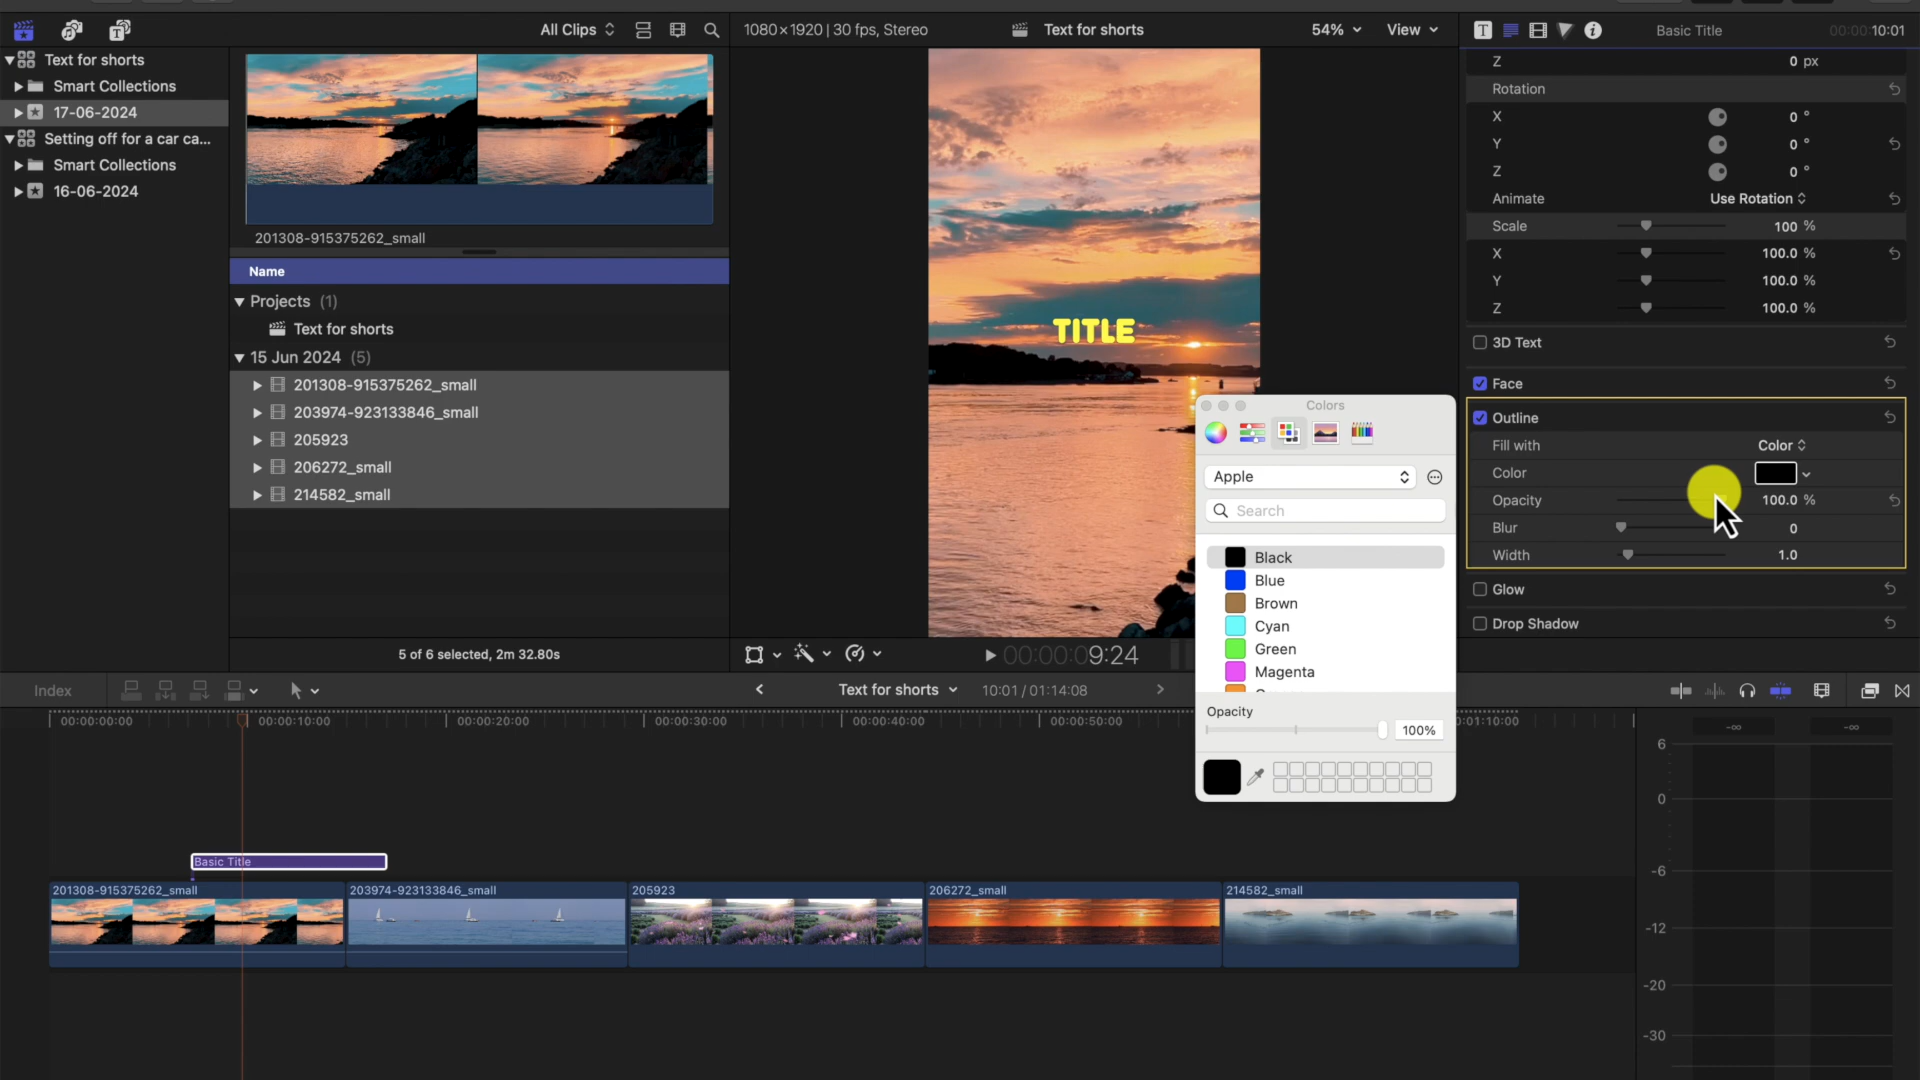 All Clips
1080×1920 | 30 fps, Stereo
Text for shorts
54%
View
Basic Title
00:00:10:01
Text for shorts
Smart Collections
17-06-2024
Setting off for a car ca...
Smart Collections
16-06-2024
201308-915375262_small
Name
Projects (1)
Text for shorts
15 Jun 2024 (5)
201308-915375262_small
203974-923133846_small
205923
206272_small
214582_small
5 of 6 selected, 2m 32.80s
TITLE
00:00:09:24
Z 0 px
Rotation
X 0 °
Y 0 °
Z 0 °
Animate Use Rotation
Scale 100 %
X 100.0 %
Y 100.0 %
Z 100.0 %
3D Text
Face
Outline
Fill with Color
Color
Opacity 100.0 %
Blur 0
Width 1.0
Glow
Drop Shadow
Colors
Apple
Search
Black
Blue
Brown
Cyan
Green
Magenta
Opacity
100%
Index
Text for shorts
10:01 / 01:14:08
00:00:00:00
00:00:10:00
00:00:20:00
00:00:30:00
00:00:40:00
00:00:50:00
0:01:10:00
Basic Title
201308-915375262_small
203974-923133846_small
205923
206272_small
214582_small
-∞
-∞
6
0
-6
-12
-20
-30